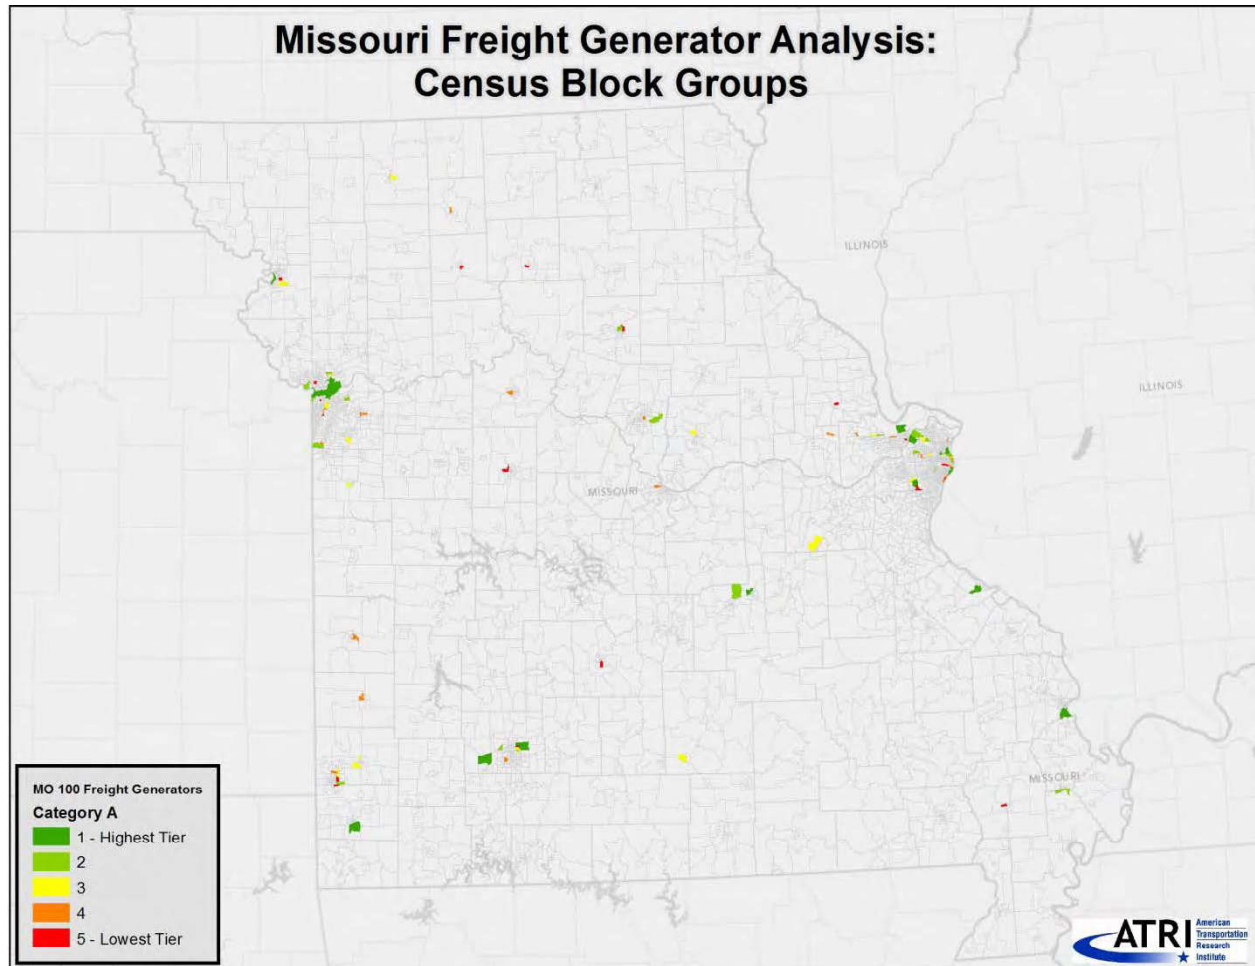 Missouri Freight Generator Analysis:
Census Block Groups
ILLINOIS
ILLINOIS
MISSOURI
MISSOURI
MO 100 Freight Generators
Category A
1 - Highest Tier
2
3
4
5 - Lowest Tier
ATRI
American
Transportation
Research
Institute